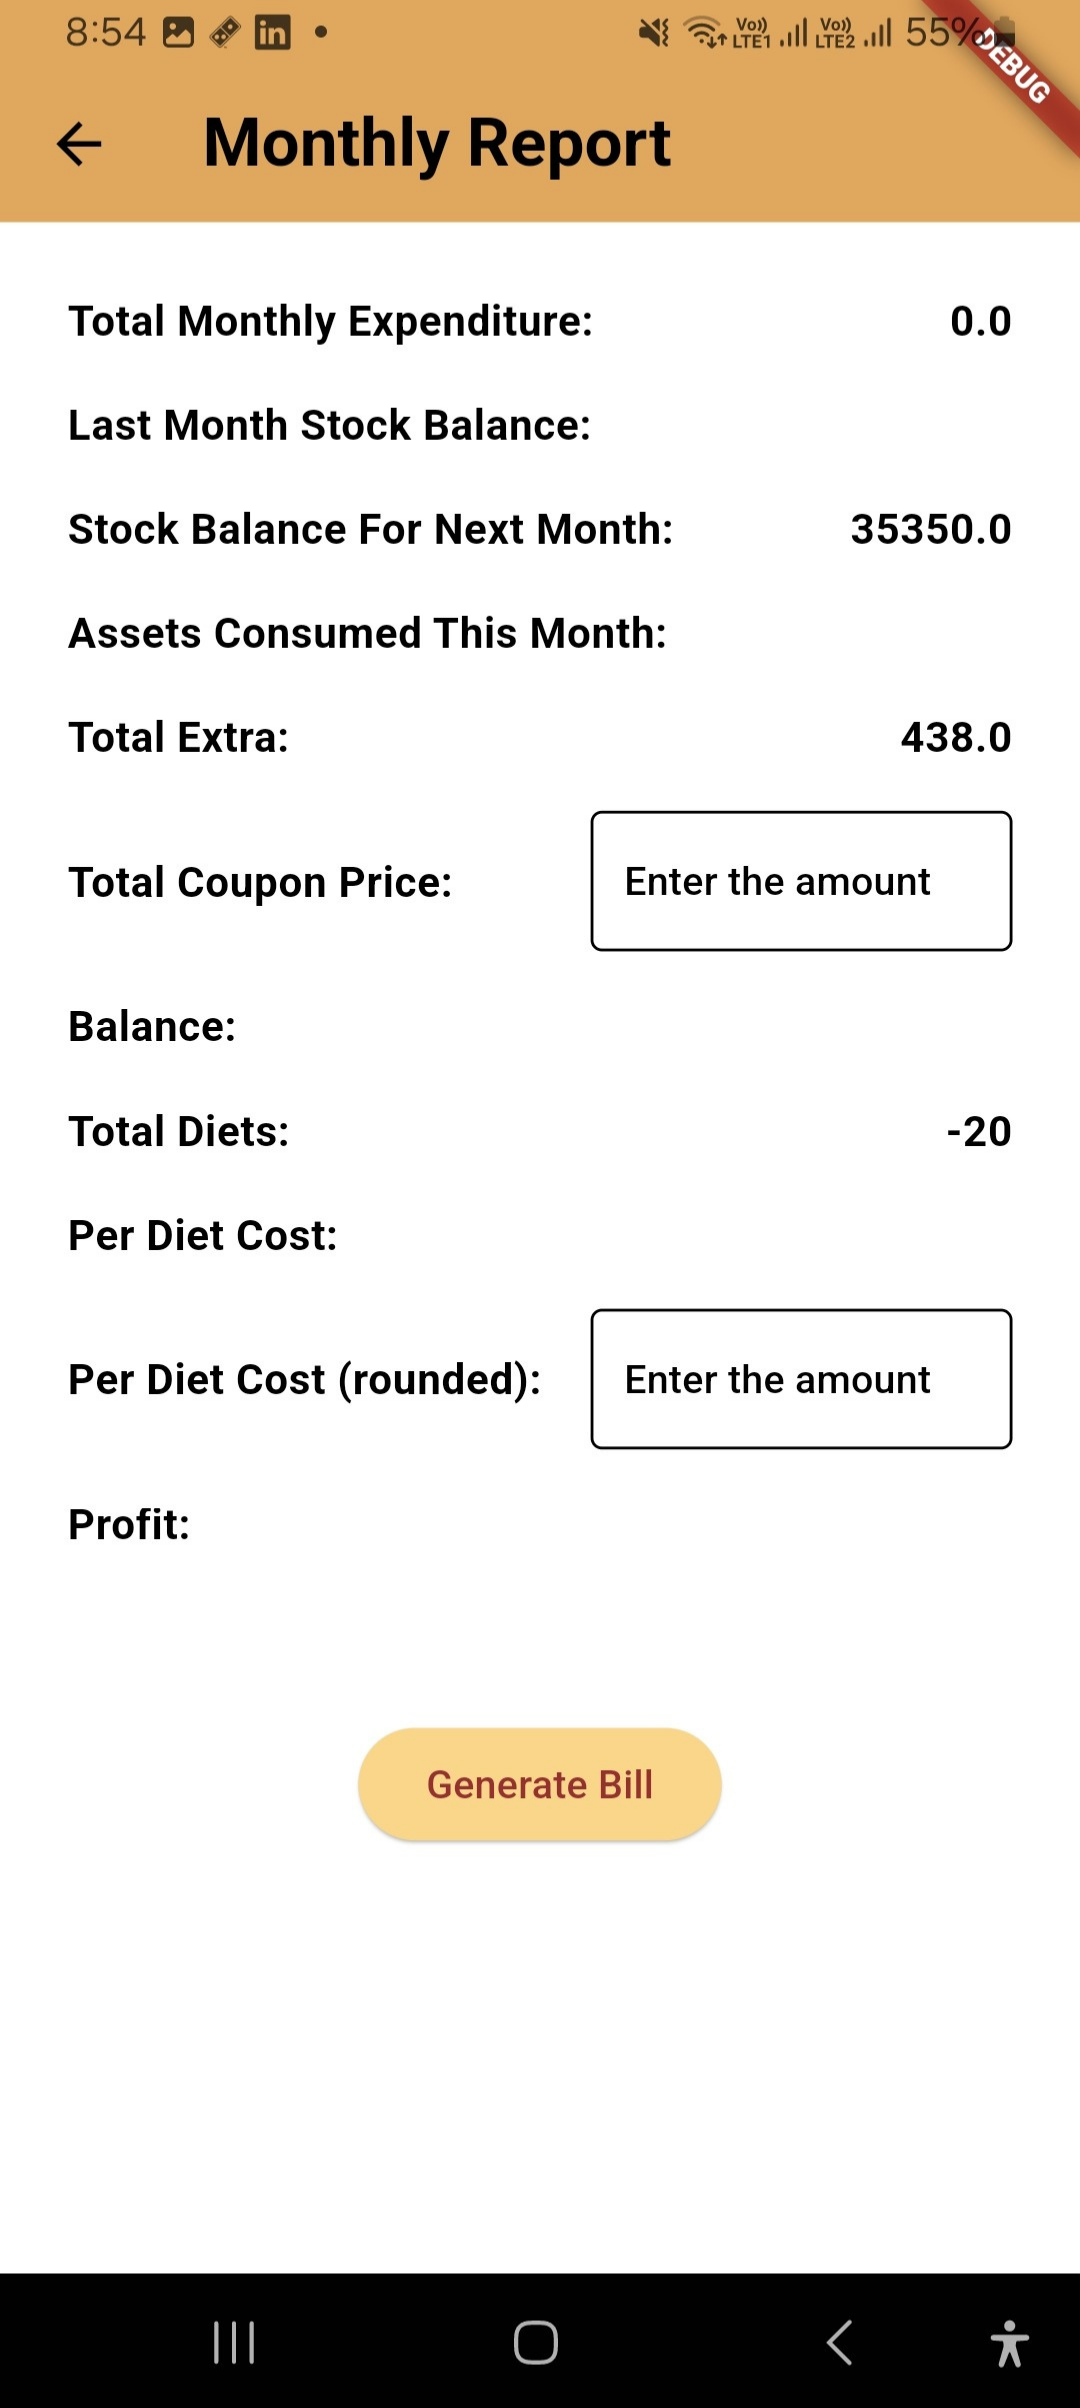 8:54 in Vo)) LTE1 Vo)) LTE2 55%
DEBUG
Monthly Report
Total Monthly Expenditure: 0.0
Last Month Stock Balance:
Stock Balance For Next Month: 35350.0
Assets Consumed This Month:
Total Extra: 438.0
Total Coupon Price: Enter the amount
Balance:
Total Diets: -20
Per Diet Cost:
Per Diet Cost (rounded): Enter the amount
Profit:
Generate Bill